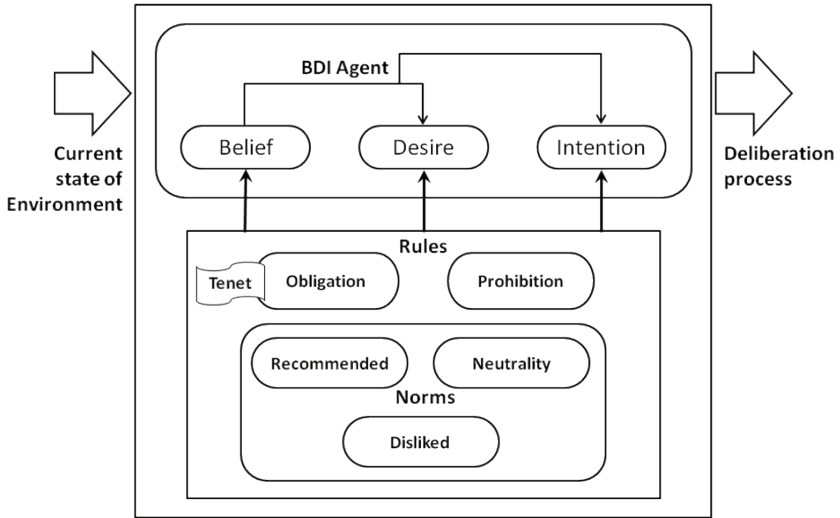 BDI Agent
Belief
Desire
Intention
Current
state of
Environment
Deliberation
process
Rules
Tenet
Obligation
Prohibition
Recommended
Neutrality
Norms
Disliked